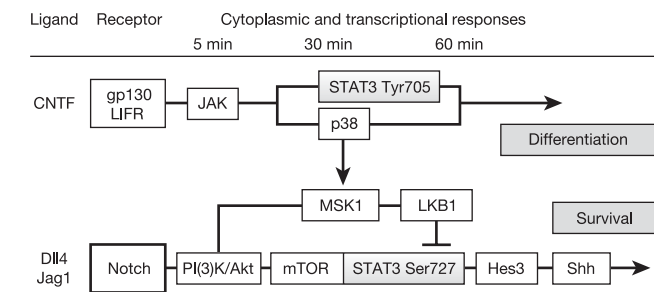 Ligand Receptor Cytoplasmic and transcriptional responses
5 min 30 min 60 min
CNTF
gp130
LIFR
JAK
STAT3 Tyr705
p38
Differentiation
MSK1 LKB1
Survival
Dll4
Jag1
Notch PI(3)K/Akt mTOR STAT3 Ser727 Hes3 Shh